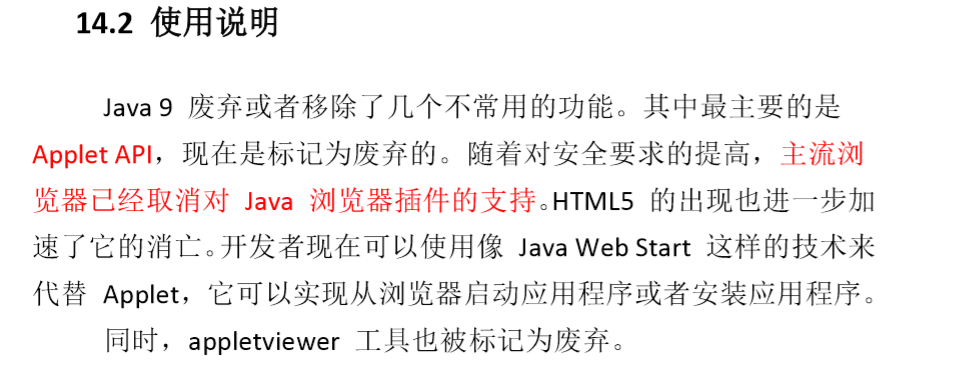 14.2 使用说明
Java 9 废弃或者移除了几个不常用的功能。其中最主要的是
Applet API，现在是标记为废弃的。随着对安全要求的提高，主流浏
览器已经取消对 Java 浏览器插件的支持。HTML5 的出现也进一步加
速了它的消亡。开发者现在可以使用像 Java Web Start 这样的技术来
代替 Applet，它可以实现从浏览器启动应用程序或者安装应用程序。
同时，appletviewer 工具也被标记为废弃。